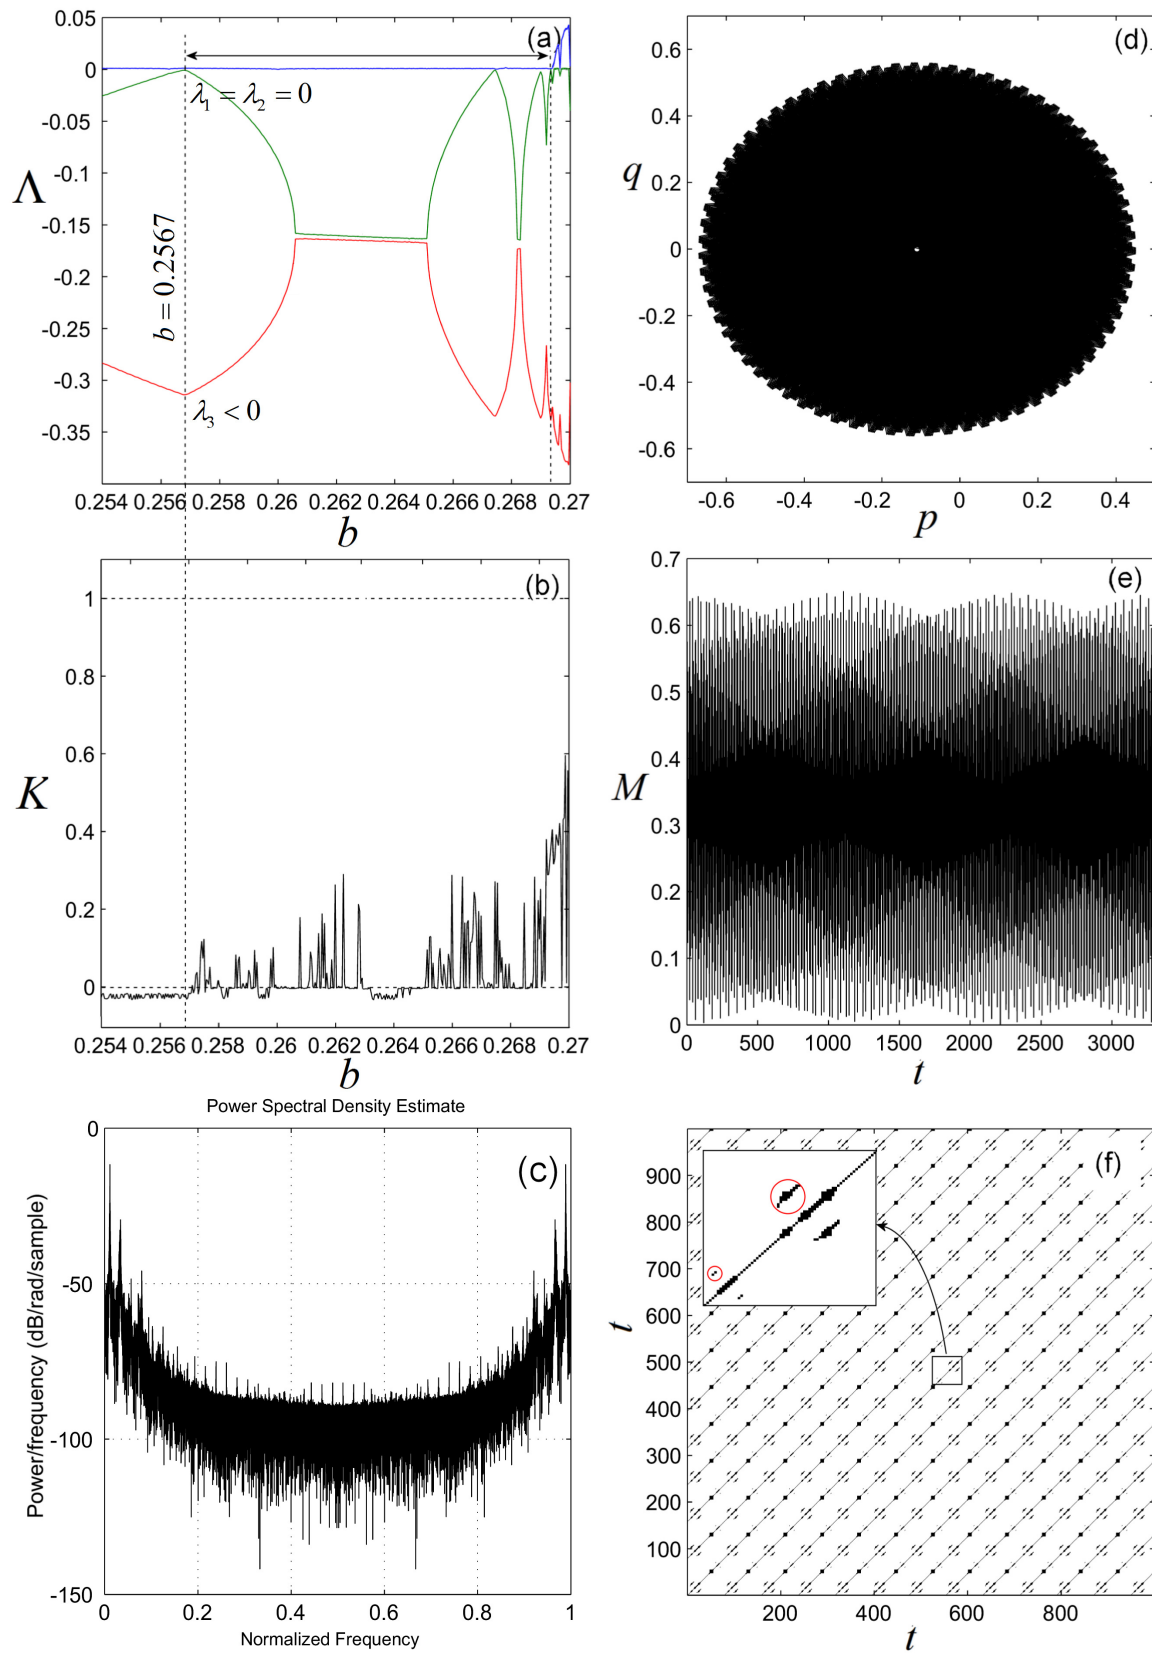 (a)
0.05
0
-0.05
-0.1
-0.15
-0.2
-0.25
-0.3
-0.35
Λ
λ1 = λ2 = 0
b = 0.2567
λ3 < 0
0.254 0.256 0.258 0.26 0.262 0.264 0.266 0.268 0.27
b
(b)
1
0.8
0.6
0.4
0.2
0
K
0.254 0.256 0.258 0.26 0.262 0.264 0.266 0.268 0.27
b
Power Spectral Density Estimate
(c)
0
-50
-100
-150
Power/frequency (dB/rad/sample)
0 0.2 0.4 0.6 0.8 1
Normalized Frequency
(d)
0.6
0.4
0.2
0
-0.2
-0.4
-0.6
q
-0.6 -0.4 -0.2 0 0.2 0.4
p
(e)
0.7
0.6
0.5
0.4
0.3
0.2
0.1
0
M
0 500 1000 1500 2000 2500 3000
t
(f)
900
800
700
600
500
400
300
200
100
t
200 400 600 800
t